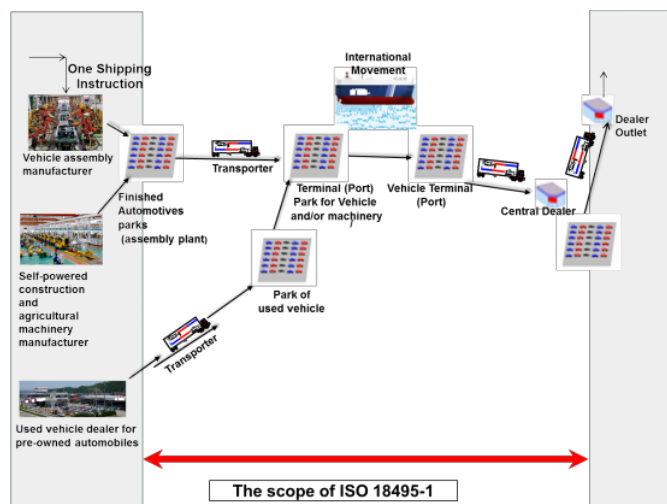 One Shipping
Instruction
Vehicle assembly
manufacturer
Finished
Automotives
parks
(assembly plant)
Self-powered
construction
and
agricultural
machinery
manufacturer
Used vehicle dealer for
pre-owned automobiles
Transporter
Transporter
Park of
used vehicle
International
Movement
Terminal (Port)
Park for Vehicle
and/or machinery
Vehicle Terminal
(Port)
Central Dealer
Dealer
Outlet
The scope of ISO 18495-1